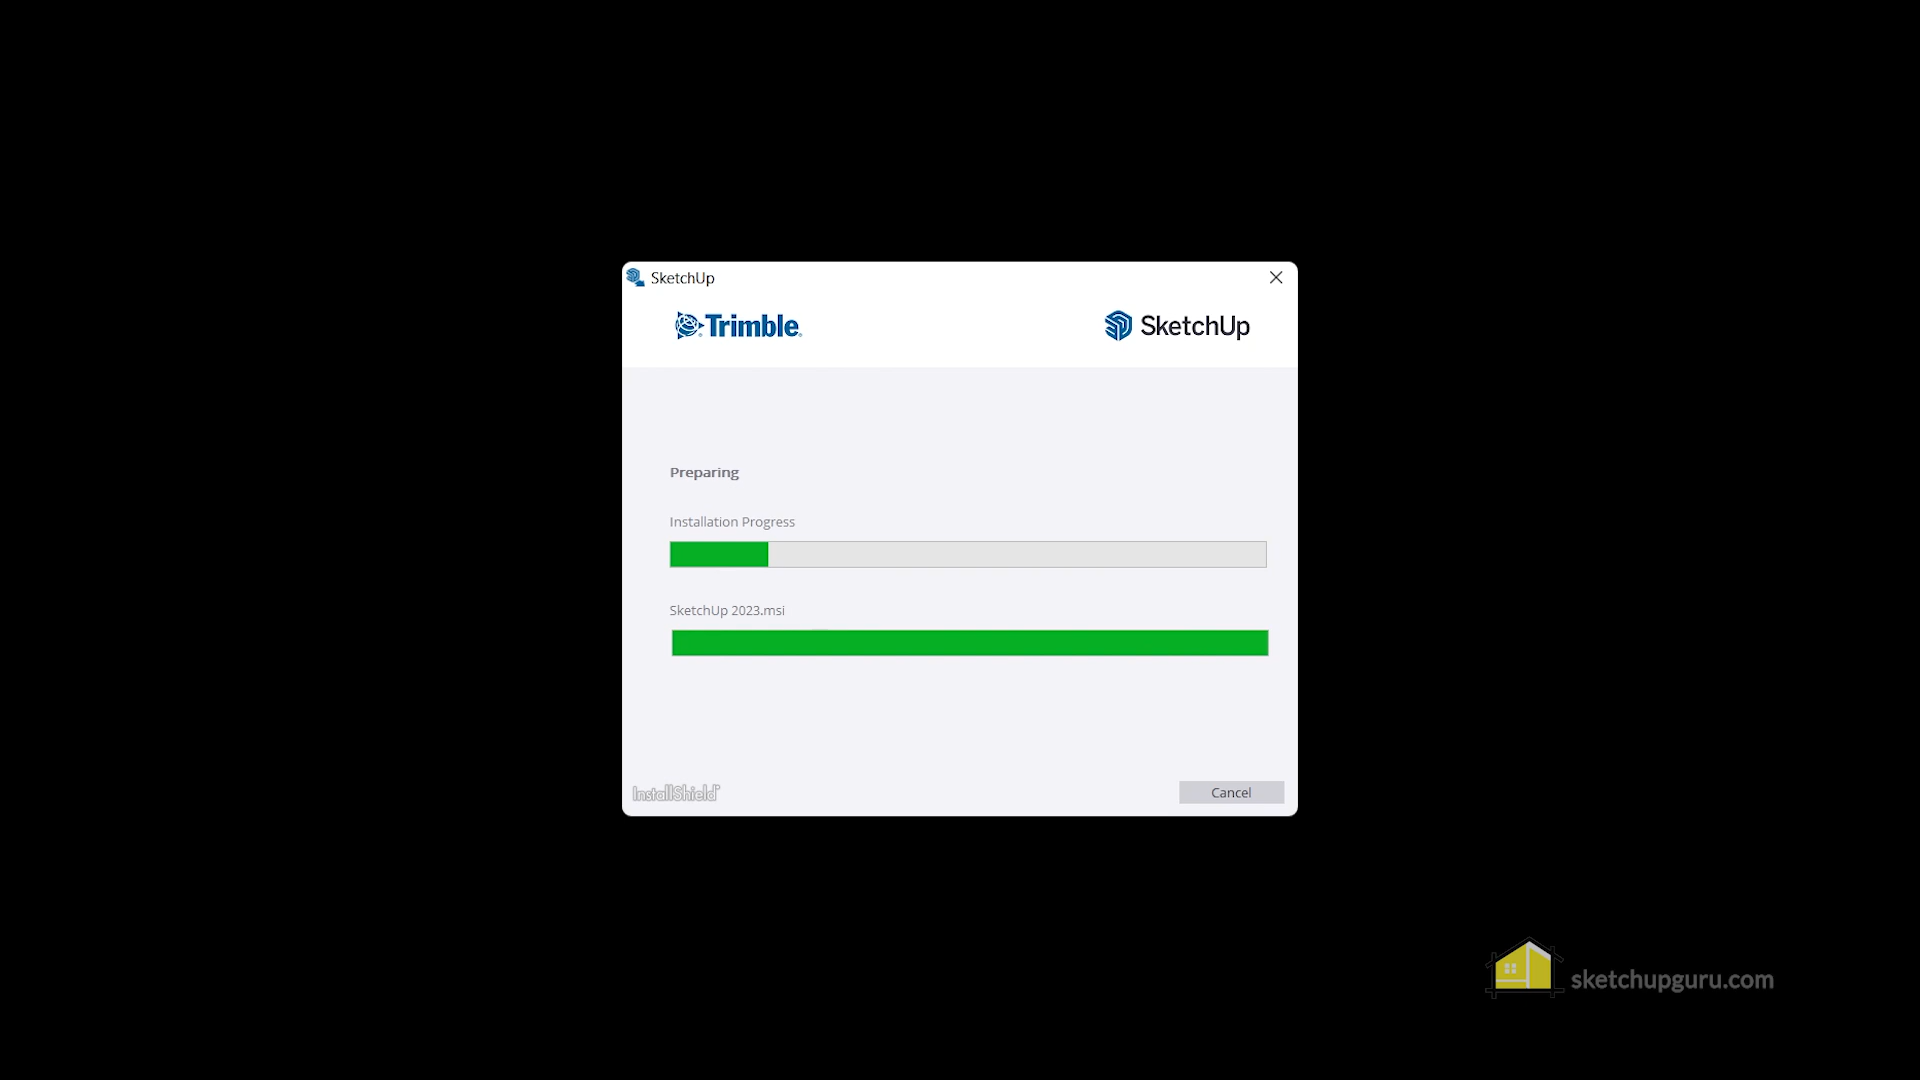 SketchUp
Trimble
SketchUp
Preparing
Installation Progress
SketchUp 2023.msi
InstallShield
Cancel
sketchupguru.com